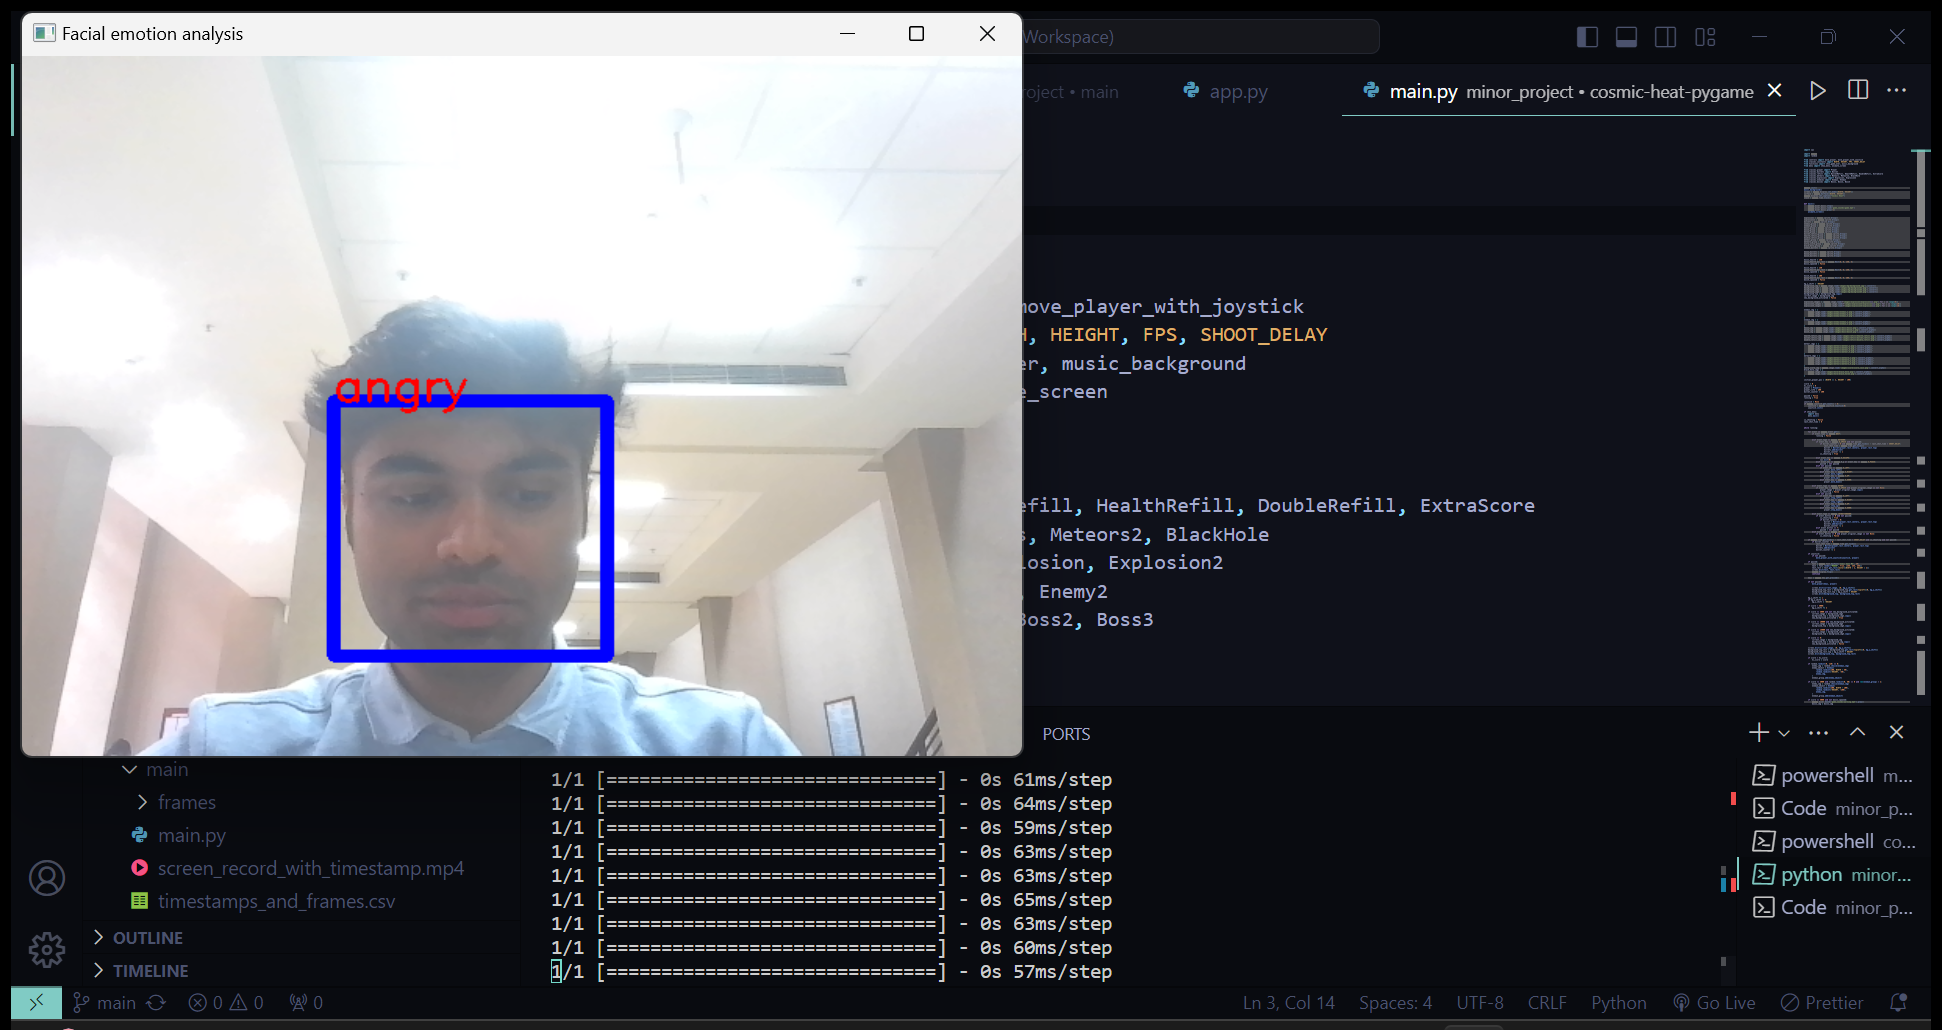 Facial emotion analysis
angry
Workspace)
roject • main
app.py
main.py minor_project • cosmic-heat-pygame
move_player_with_joystick
H, HEIGHT, FPS, SHOOT_DELAY
er, music_background
e_screen
efill, HealthRefill, DoubleRefill, ExtraScore
s, Meteors2, BlackHole
losion, Explosion2
Enemy2
Boss2, Boss3
PORTS
main
frames
main.py
screen_record_with_timestamp.mp4
timestamps_and_frames.csv
OUTLINE
TIMELINE
1/1 [==============================] - 0s 61ms/step
1/1 [==============================] - 0s 64ms/step
1/1 [==============================] - 0s 59ms/step
1/1 [==============================] - 0s 63ms/step
1/1 [==============================] - 0s 63ms/step
1/1 [==============================] - 0s 65ms/step
1/1 [==============================] - 0s 63ms/step
1/1 [==============================] - 0s 60ms/step
1/1 [==============================] - 0s 57ms/step
powershell m...
Code minor_p...
powershell co...
python minor...
Code minor_p...
main 0 0 0 Ln 3, Col 14 Spaces: 4 UTF-8 CRLF Python Go Live Prettier